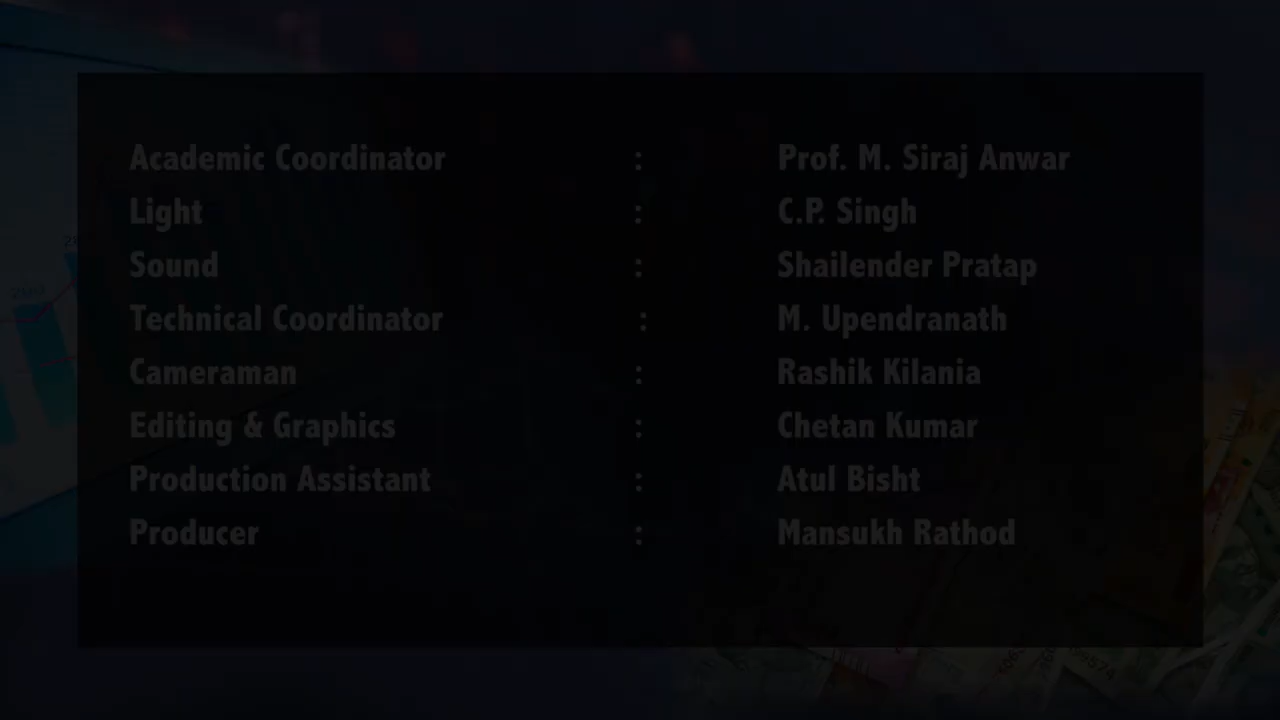 Academic Coordinator : Prof. M. Siraj Anwar
Light : C.P. Singh
Sound : Shailender Pratap
Technical Coordinator : M. Upendranath
Cameraman : Rashik Kilania
Editing & Graphics : Chetan Kumar
Production Assistant : Atul Bisht
Producer : Mansukh Rathod